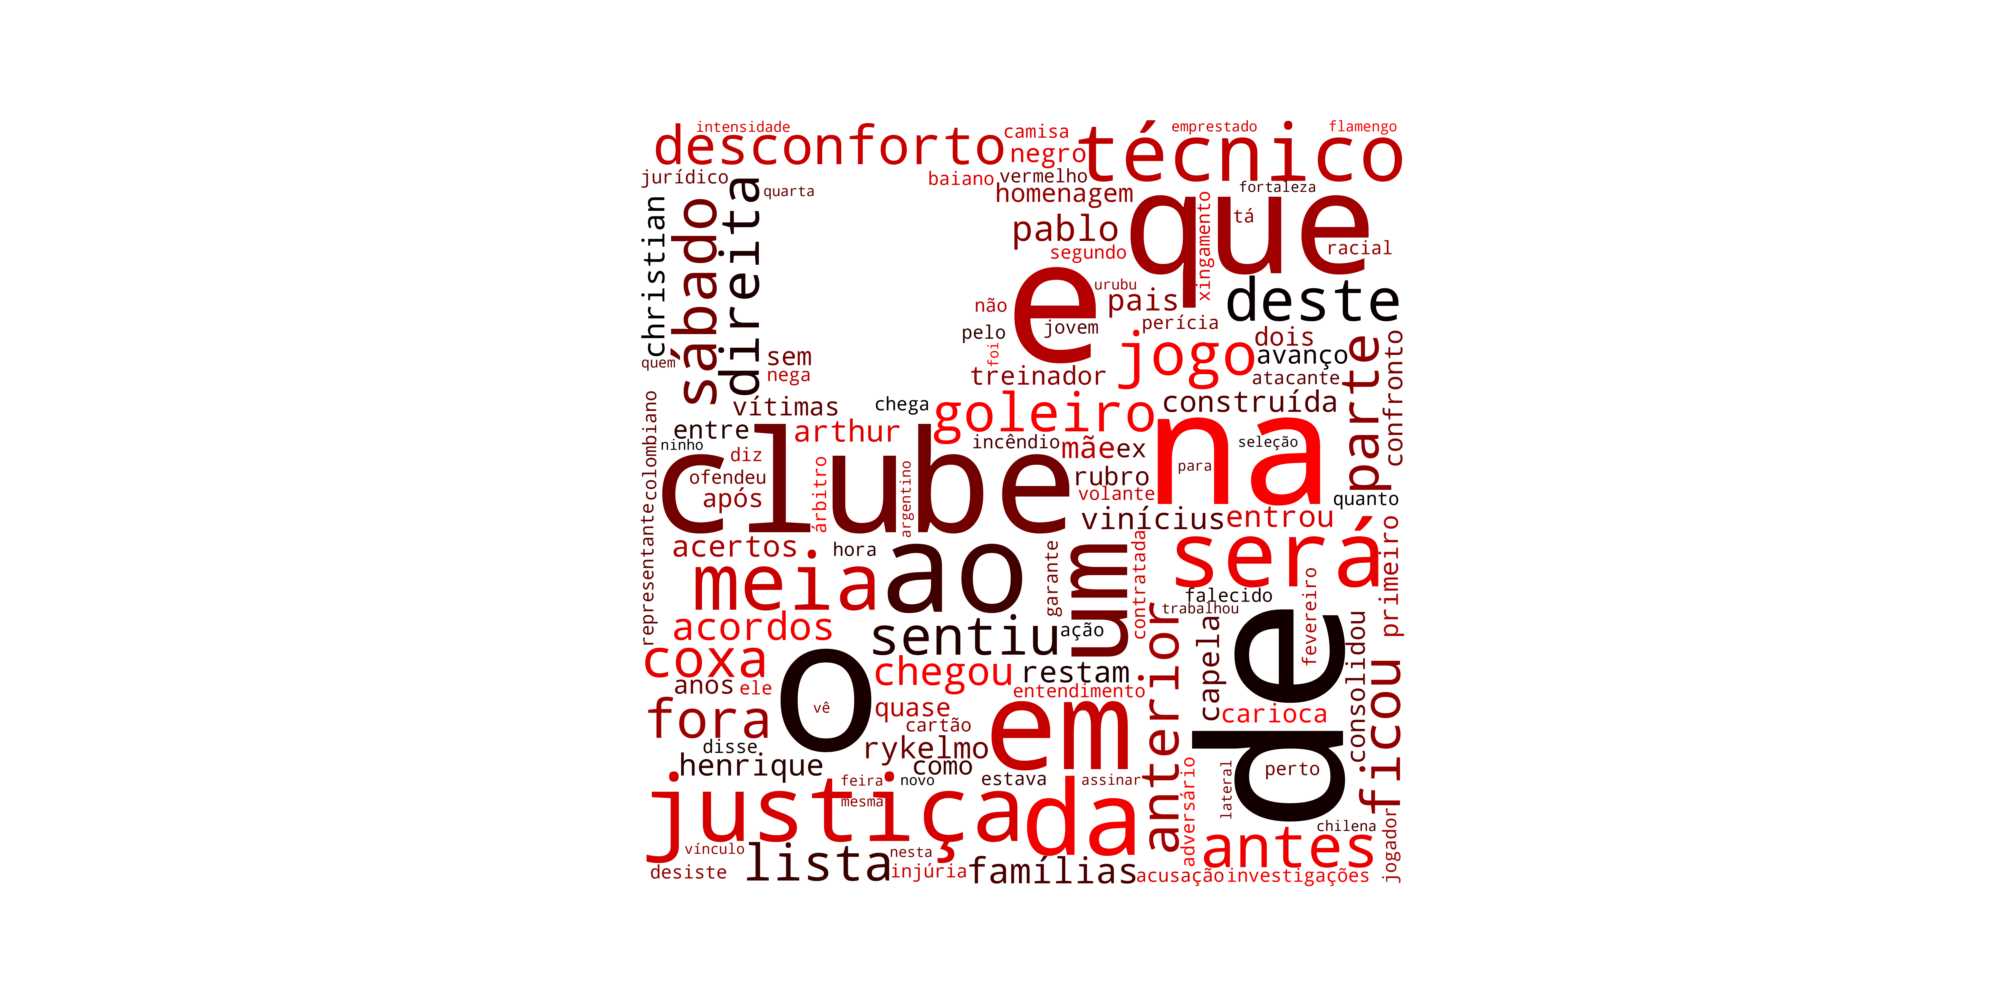 intensidade
desconforto
camisa
negro
técnico
emprestado
flamengo
jurídico
quarta
baiano
vermelho
homenagem
fortaleza
christian
sábado
direita
pablo
segundo
que
xingamento
tá
racial
urubu
e
pais
deste
não
pelo
jovem
foi
perícia
quem
sem
nega
treinador
jogo
dois
avanço
atacante
parte
confronto
vítimas
chega
goleiro
construída
colombiano
entre
ninho
arthur
incêndio
mãe
ex
na
seleção
diz
ofendeu
após
clube
árbitro
argentino
rubro
volante
para
quanto
vinícius
entrou
acertos
hora
ao
garante
um
contratada
será
primeiro
representante
meia
falecido
trabalhou
fevereiro
acordos
sentiu
ação
coxa
chegou
restam
anterior
capela
de
consolidou
ficou
anos
ele
o
vê
entendimento
fora
quase
cartão
em
carioca
disse
rykelmo
henrique
como
feira
novo
estava
assinar
adversário
lateral
perto
mesma
justiça
da
antes
chilena
jogador
vínculo
lista
nesta
desiste
injúria
famílias
acusação
investigações